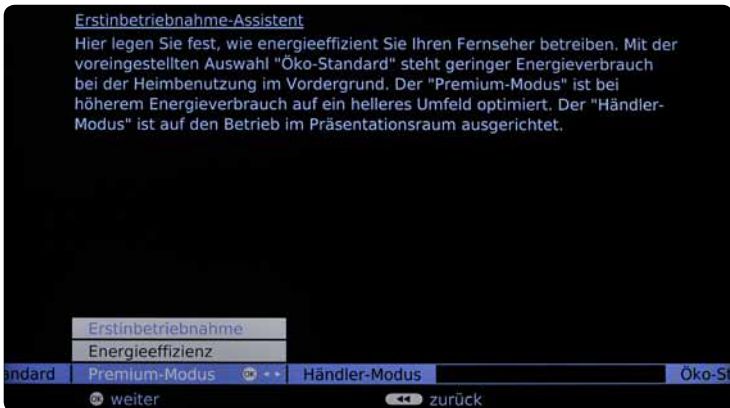 Erstinbetriebnahme-Assistent
Hier legen Sie fest, wie energieeffizient Sie Ihren Fernseher betreiben. Mit der
voreingestellten Auswahl "Öko-Standard" steht geringer Energieverbrauch
bei der Heimbenutzung im Vordergrund. Der "Premium-Modus" ist bei
höherem Energieverbrauch auf ein helleres Umfeld optimiert. Der "Händler-
Modus" ist auf den Betrieb im Präsentationsraum ausgerichtet.
Erstinbetriebnahme
Energieeffizienz
andard Premium-Modus OK Händler-Modus Öko-St
OK weiter zurück